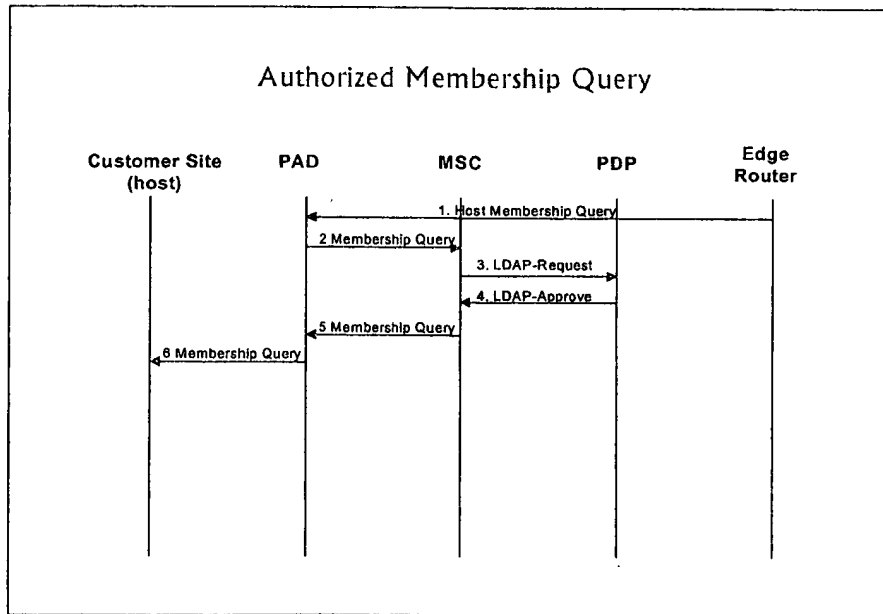 Authorized Membership Query
Customer Site
(host)
PAD
MSC
PDP
Edge
Router
1. Host Membership Query
2 Membership Query
3. LDAP-Request
4. LDAP-Approve
5 Membership Query
6 Membership Query